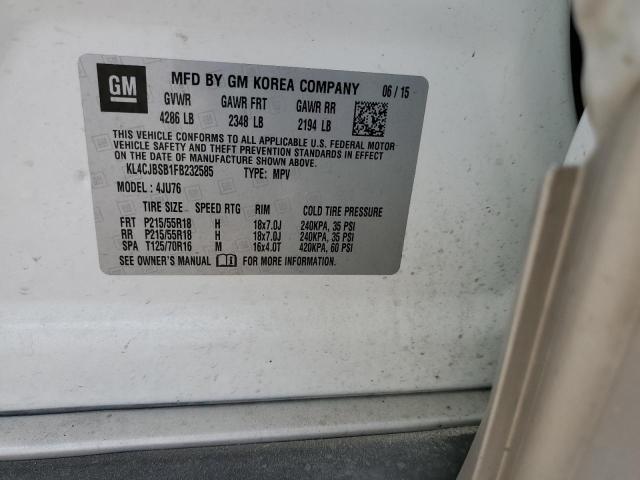 GM
MFD BY GM KOREA COMPANY 06 / 15
GVWR GAWR FRT GAWR RR
4286 LB 2348 LB 2194 LB
THIS VEHICLE CONFORMS TO ALL APPLICABLE U.S. FEDERAL MOTOR
VEHICLE SAFETY AND THEFT PREVENTION STANDARDS IN EFFECT
ON THE DATE OF MANUFACTURE SHOWN ABOVE.
KL4CJBSB1FB232585 TYPE: MPV
MODEL : 4JU76
TIRE SIZE SPEED RTG RIM COLD TIRE PRESSURE
FRT P215/55R18 H 18x7.0J 240KPA, 35 PSI
RR P215/55R18 H 18x7.0J 240KPA, 35 PSI
SPA T125/70R16 M 16x4.0T 420KPA, 60 PSI
SEE OWNER'S MANUAL FOR MORE INFORMATION.